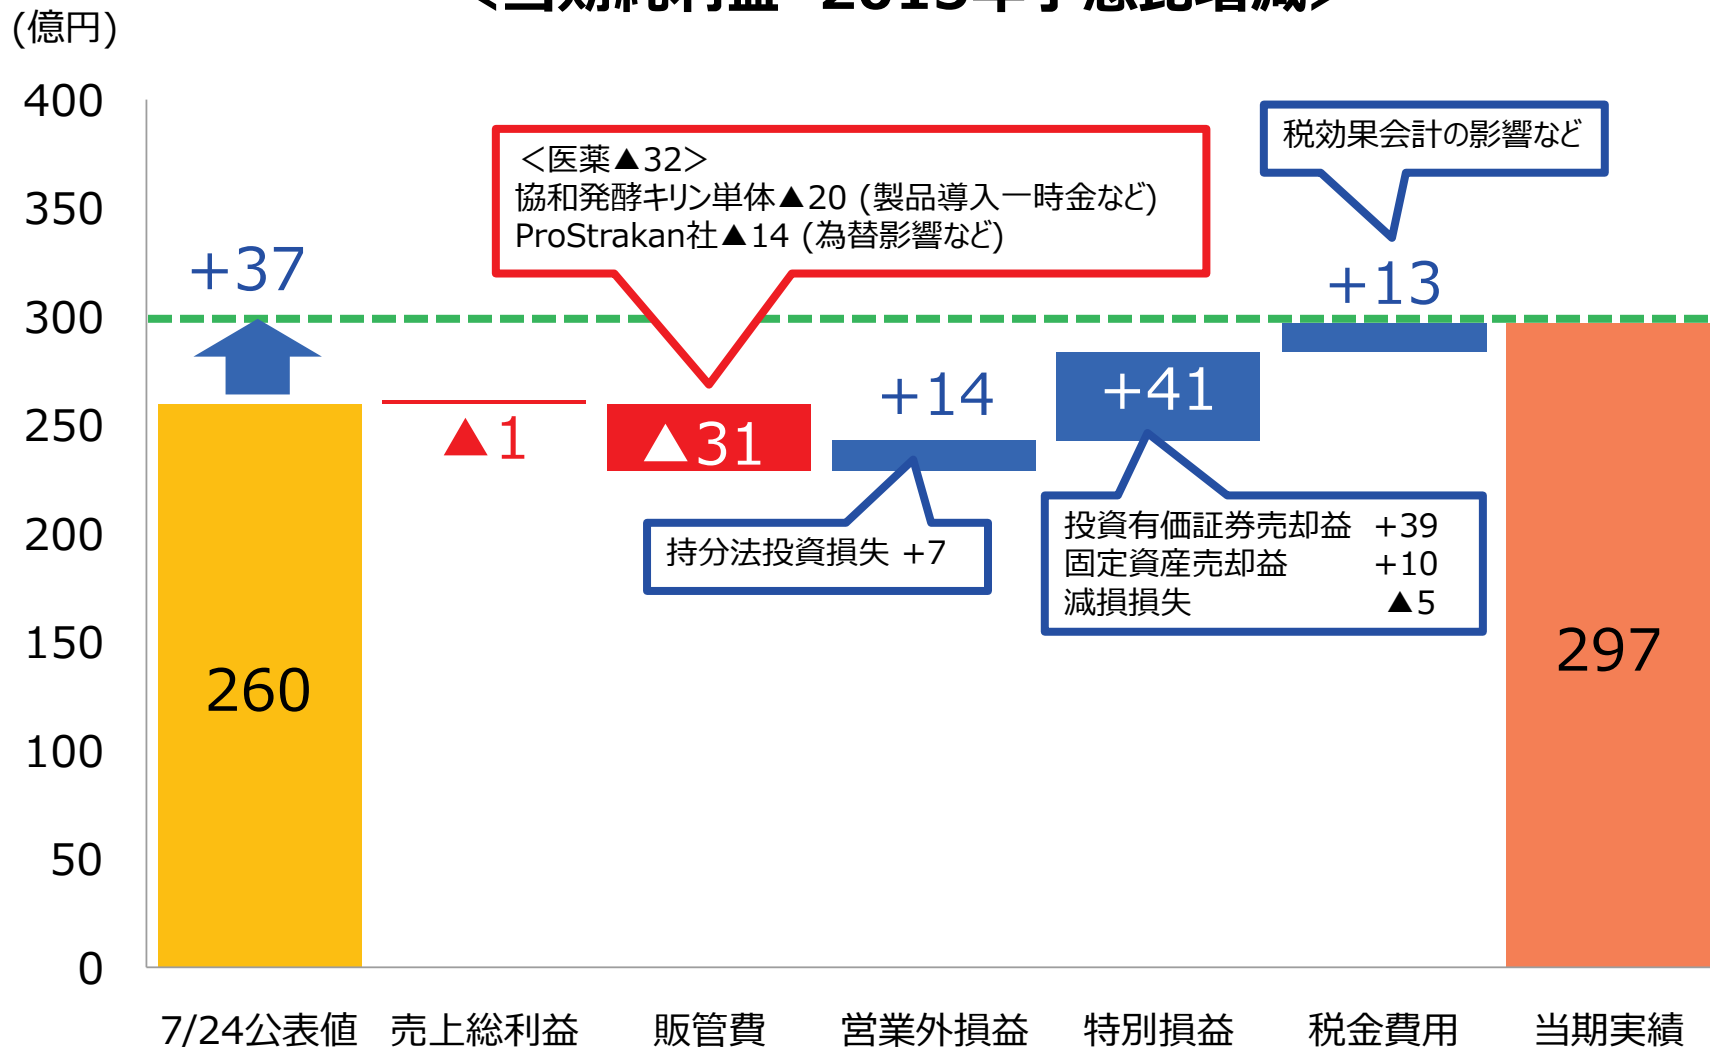 (億円)
400
350
300
250
200
150
100
50
0
+37
260
▲1
<医薬▲32>
協和発酵キリン単体▲20 (製品導入一時金など)
ProStrakan社▲14 (為替影響など)
▲31
+14
持分法投資損失 +7
+41
投資有価証券売却益 +39
固定資産売却益 +10
減損損失 ▲5
税効果会計の影響など
+13
297
7/24公表値 売上総利益 販管費 営業外損益 特別損益 税金費用 当期実績